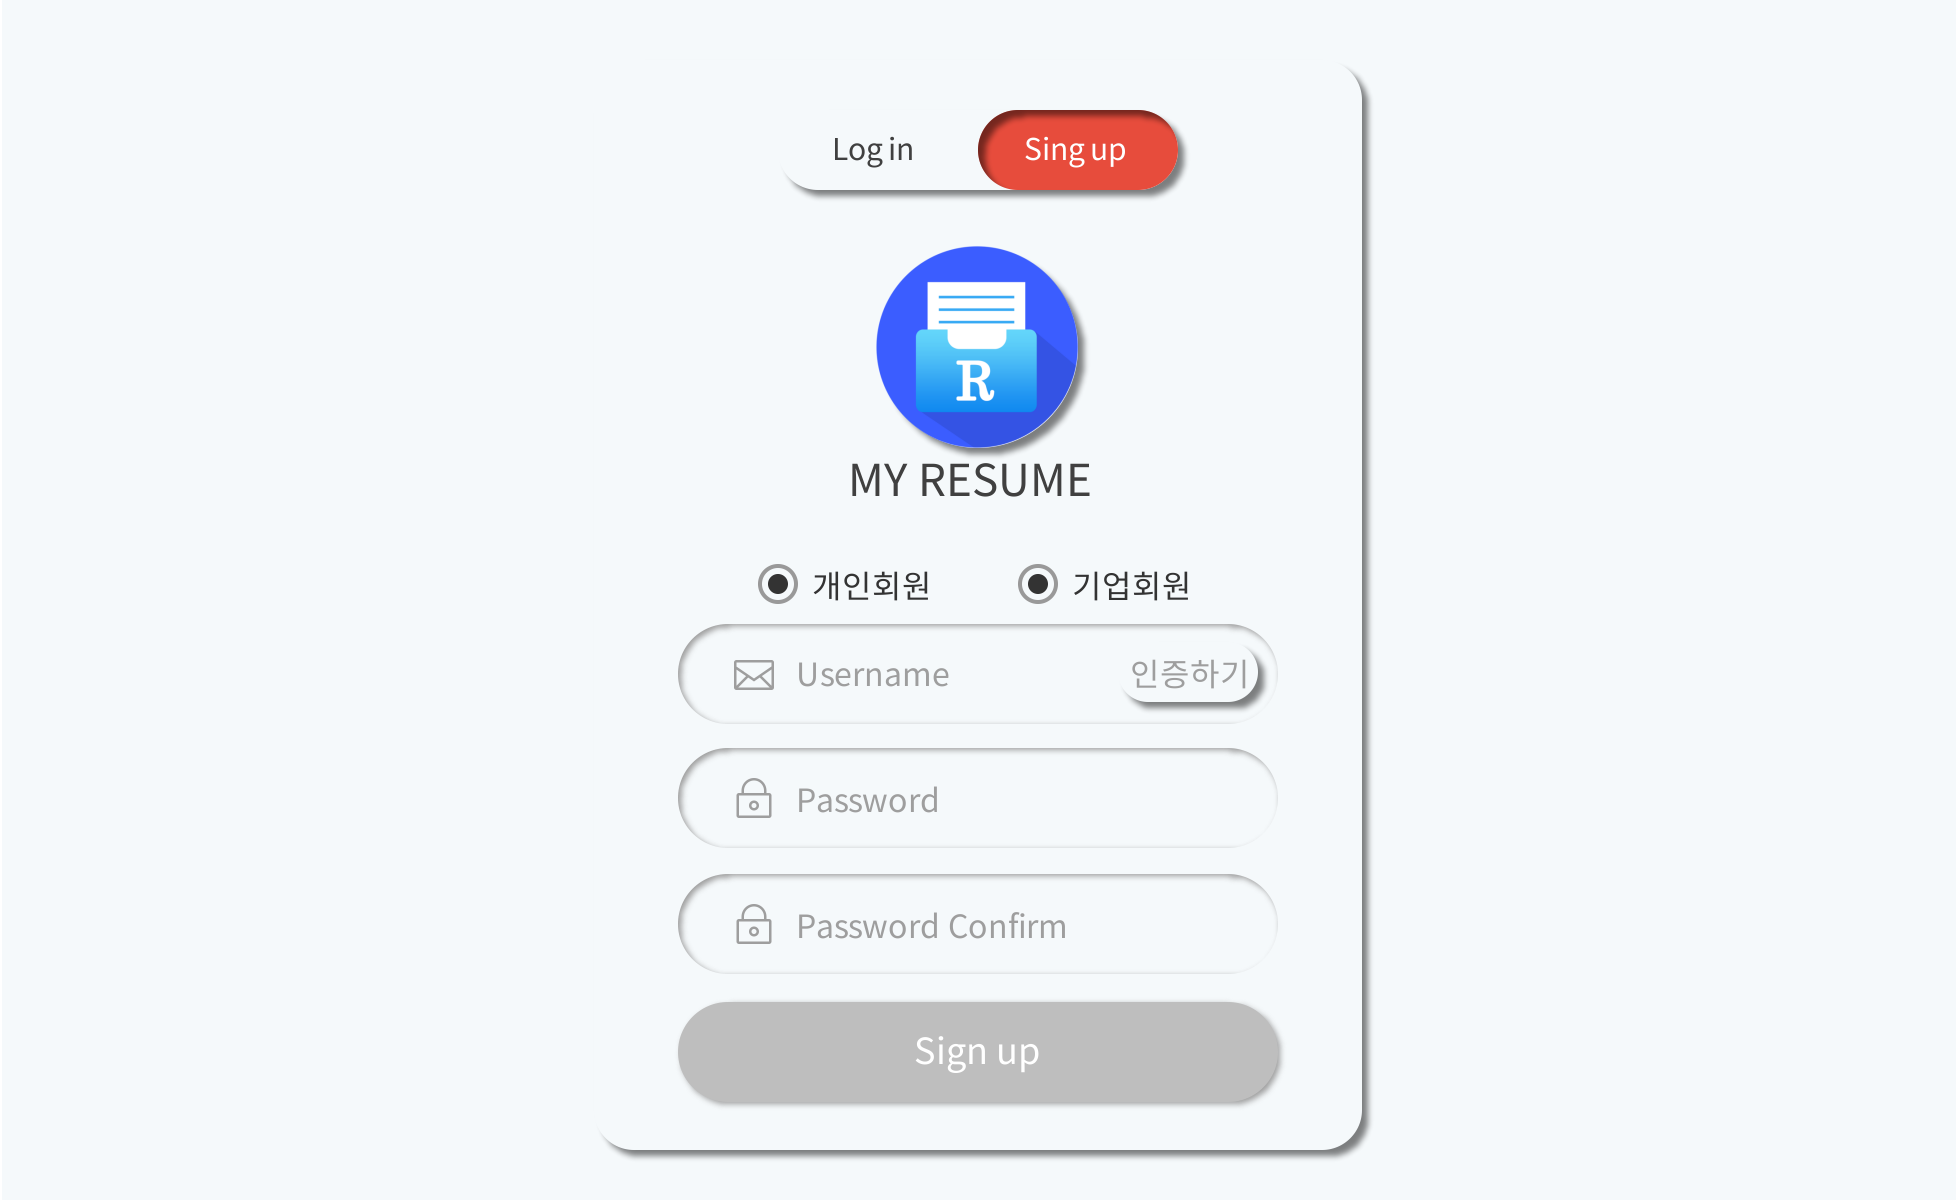 Log in
Sing up
R
MY RESUME
개인회원
기업회원
Username
인증하기
Password
Password Confirm
Sign up